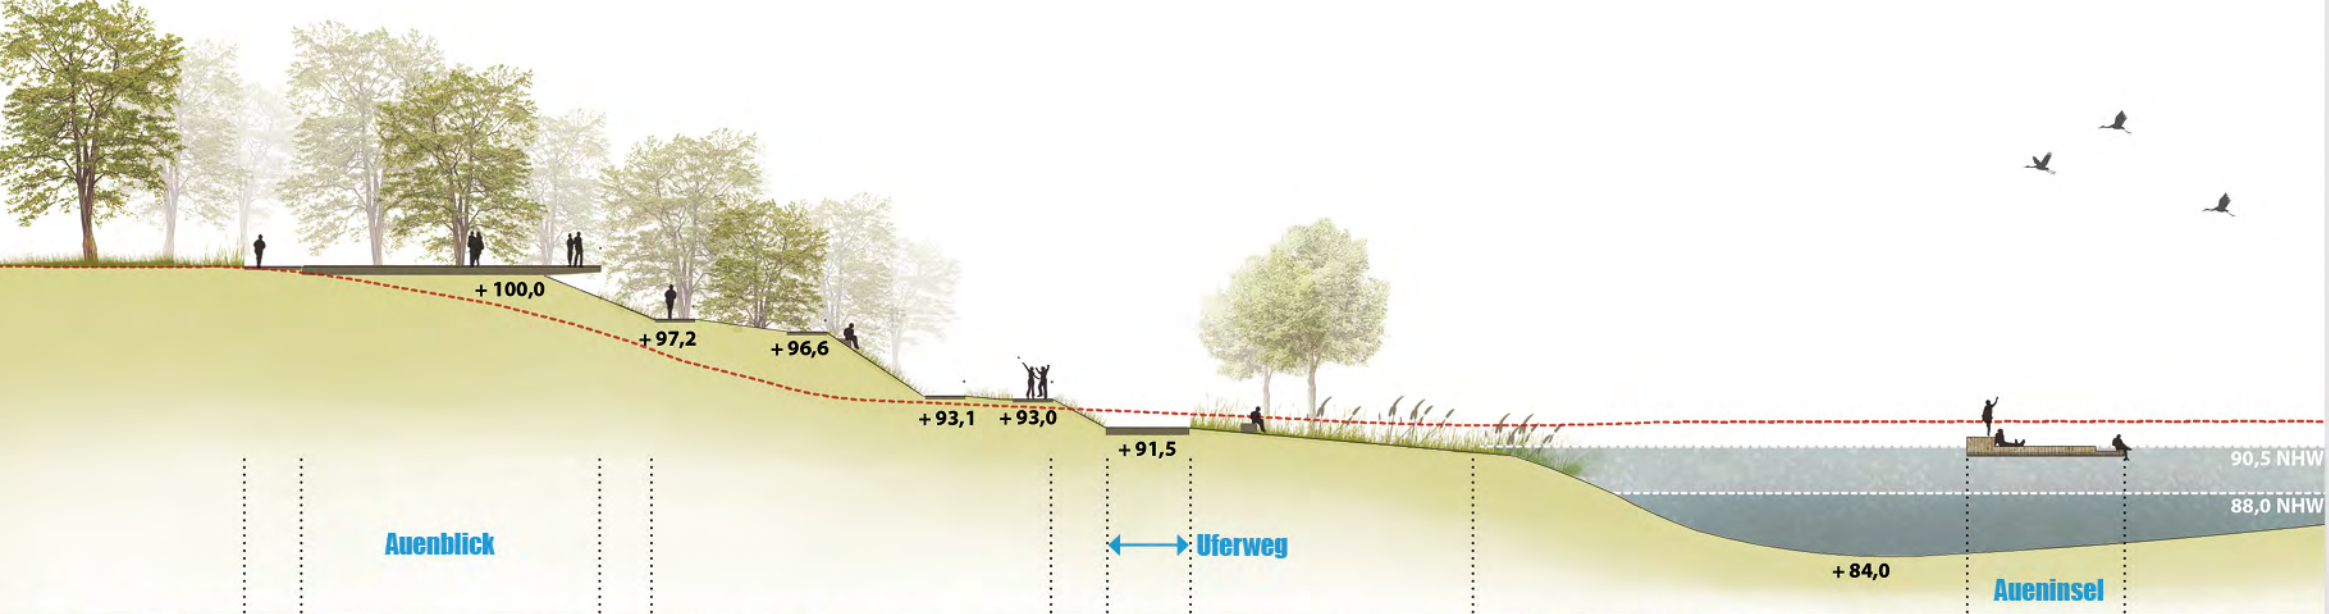 + 100,0
+ 97,2
+ 96,6
+ 93,1
+ 93,0
+ 91,5
90,5 NHW
88,0 NHW
Auenblick
Uferweg
+ 84,0
Aueninsel